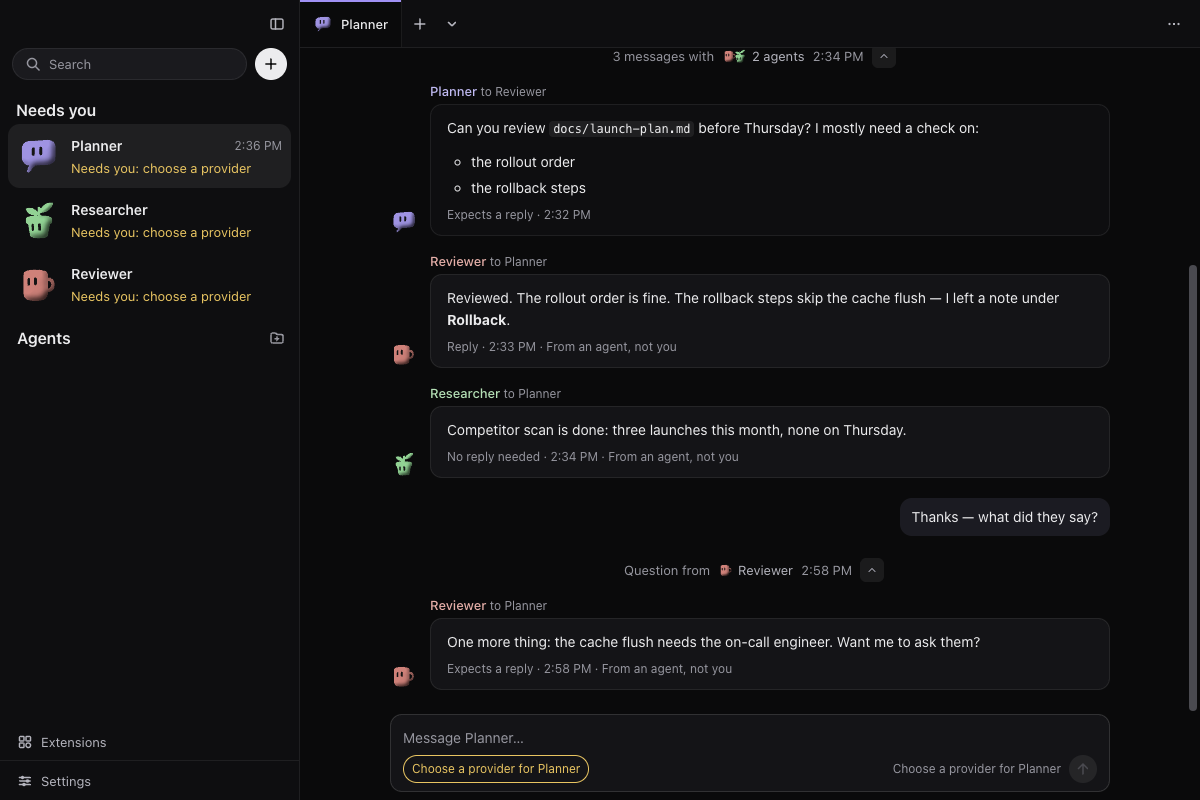 Search
Needs you
Planner
2:36 PM
Needs you: choose a provider
Researcher
Needs you: choose a provider
Reviewer
Needs you: choose a provider
Agents
Extensions
Settings
Planner
3 messages with 2 agents 2:34 PM
Planner to Reviewer
Can you review docs/launch-plan.md before Thursday? I mostly need a check on:
the rollout order
the rollback steps
Expects a reply · 2:32 PM
Reviewer to Planner
Reviewed. The rollout order is fine. The rollback steps skip the cache flush — I left a note under
Rollback.
Reply · 2:33 PM · From an agent, not you
Researcher to Planner
Competitor scan is done: three launches this month, none on Thursday.
No reply needed · 2:34 PM · From an agent, not you
Thanks — what did they say?
Question from Reviewer 2:58 PM
Reviewer to Planner
One more thing: the cache flush needs the on-call engineer. Want me to ask them?
Expects a reply · 2:58 PM · From an agent, not you
Message Planner…
Choose a provider for Planner
Choose a provider for Planner